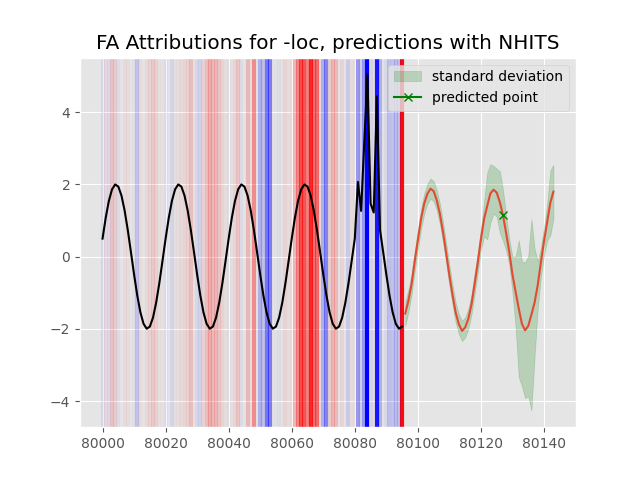 FA Attributions for -loc, predictions with NHITS
standard deviation
predicted point
4
2
0
−2
−4
80000 80020 80040 80060 80080 80100 80120 80140